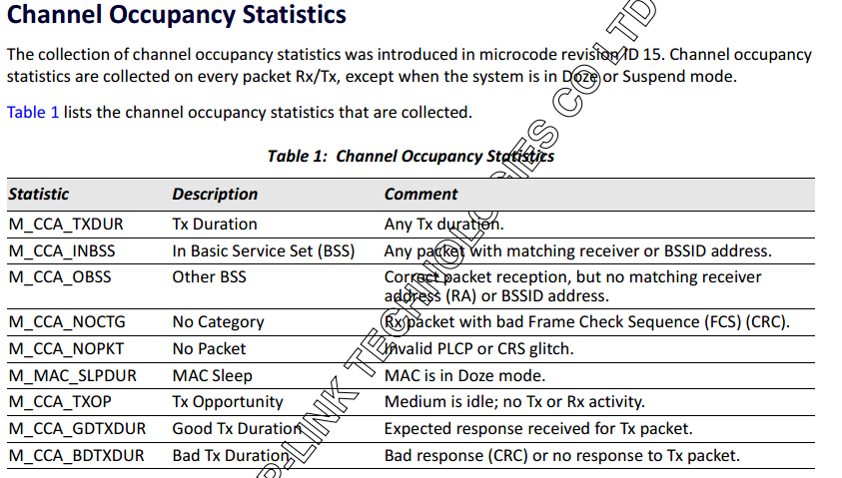 Channel Occupancy Statistics
The collection of channel occupancy statistics was introduced in microcode revision ID 15. Channel occupancy
statistics are collected on every packet Rx/Tx, except when the system is in Doze or Suspend mode.
Table 1 lists the channel occupancy statistics that are collected.
Table 1: Channel Occupancy Statistics
Statistic Description Comment
M_CCA_TXDUR Tx Duration Any Tx duration.
M_CCA_INBSS In Basic Service Set (BSS) Any packet with matching receiver or BSSID address.
M_CCA_OBSS Other BSS Correct packet reception, but no matching receiver
address (RA) or BSSID address.
M_CCA_NOCTG No Category Rx packet with bad Frame Check Sequence (FCS) (CRC).
M_CCA_NOPKT No Packet Invalid PLCP or CRS glitch.
M_MAC_SLPDUR MAC Sleep MAC is in Doze mode.
M_CCA_TXOP Tx Opportunity Medium is idle; no Tx or Rx activity.
M_CCA_GDTXDUR Good Tx Duration Expected response received for Tx packet.
M_CCA_BDTXDUR Bad Tx Duration Bad response (CRC) or no response to Tx packet.
P-LINK TECHNOLOGIES CO LTD